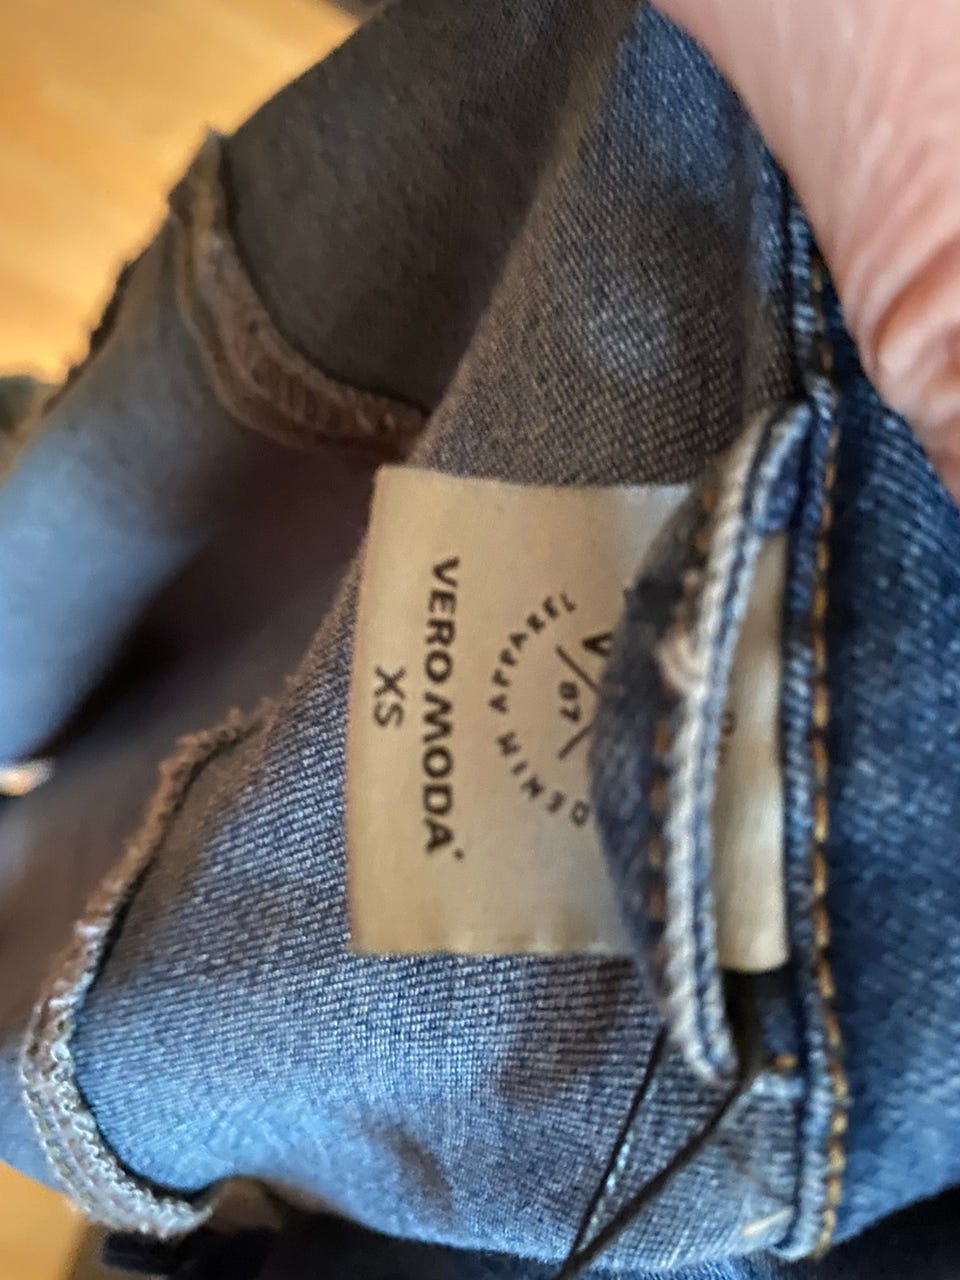 DENIM APPAREL
V
87
VERO MODA
XS